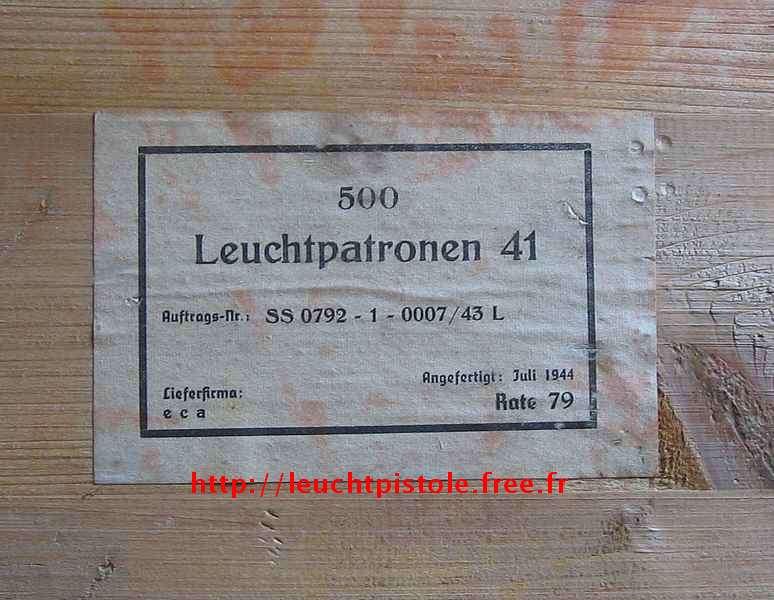 500
Leuchtpatronen 41
Auftrags-Nr.: SS 0792 - 1 - 0007/43 L
Angefertigt: Juli 1944
Lieferfirma:
Rate 79
e c a
http://leuchtpistole.free.fr